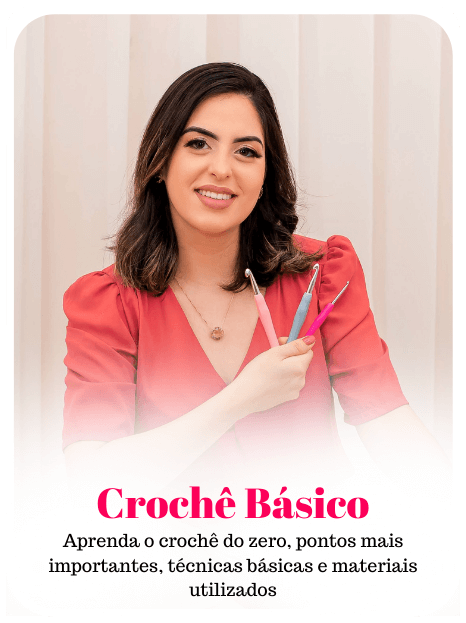 Crochê Básico
Aprenda o crochê do zero, pontos mais
importantes, técnicas básicas e materiais
utilizados